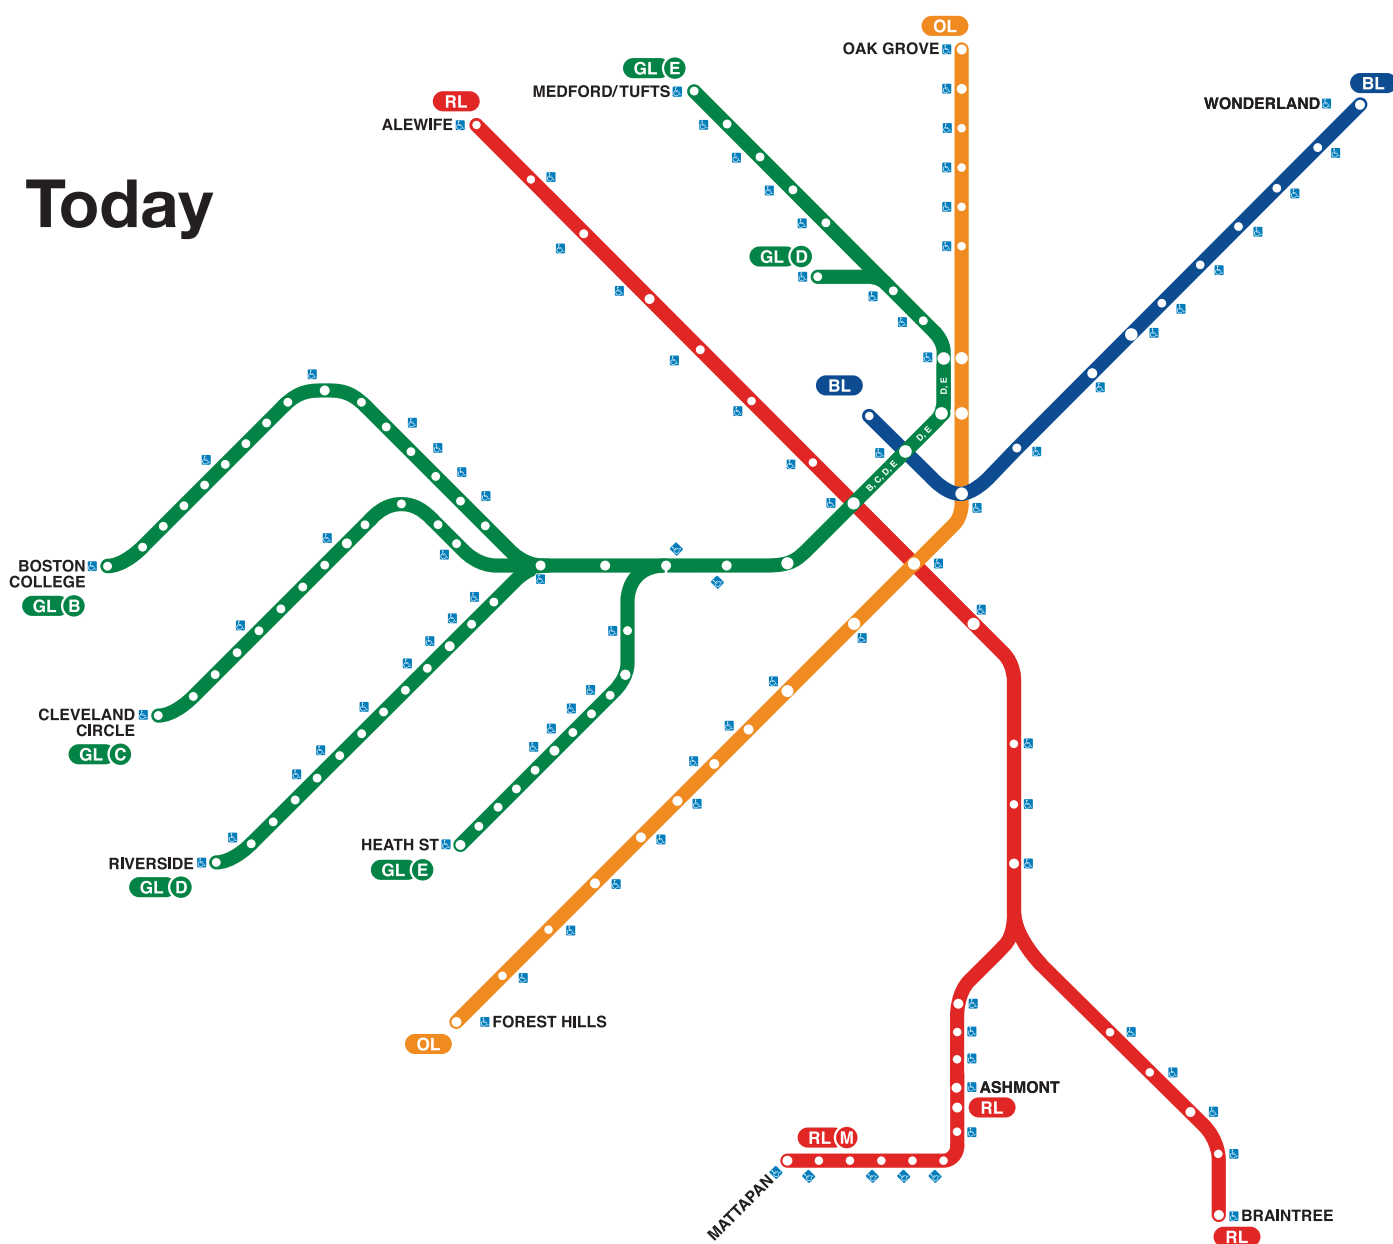 OL
OAK GROVE
GL E
MEDFORD/TUFTS
BL
WONDERLAND
RL
ALEWIFE
Today
GL D
D, E
BL
D, E
B, C, D, E
BOSTON
COLLEGE
GL B
CLEVELAND
CIRCLE
GL C
RIVERSIDE
GL D
HEATH ST
GL E
FOREST HILLS
OL
ASHMONT
RL
RL M
MATTAPAN
BRAINTREE
RL